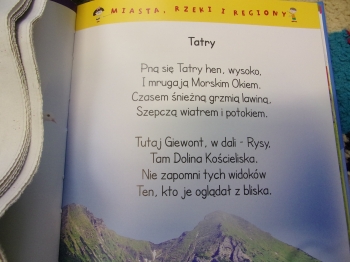 MIASTA, RZEKI I REGIONY
Tatry
Pną się Tatry hen, wysoko,
I mrugają Morskim Okiem.
Czasem śnieżną grzmią lawiną,
Szepczą wiatrem i potokiem.
Tutaj Giewont, w dali - Rysy,
Tam Dolina Kościeliska.
Nie zapomni tych widoków
Ten, kto je oglądał z bliska.